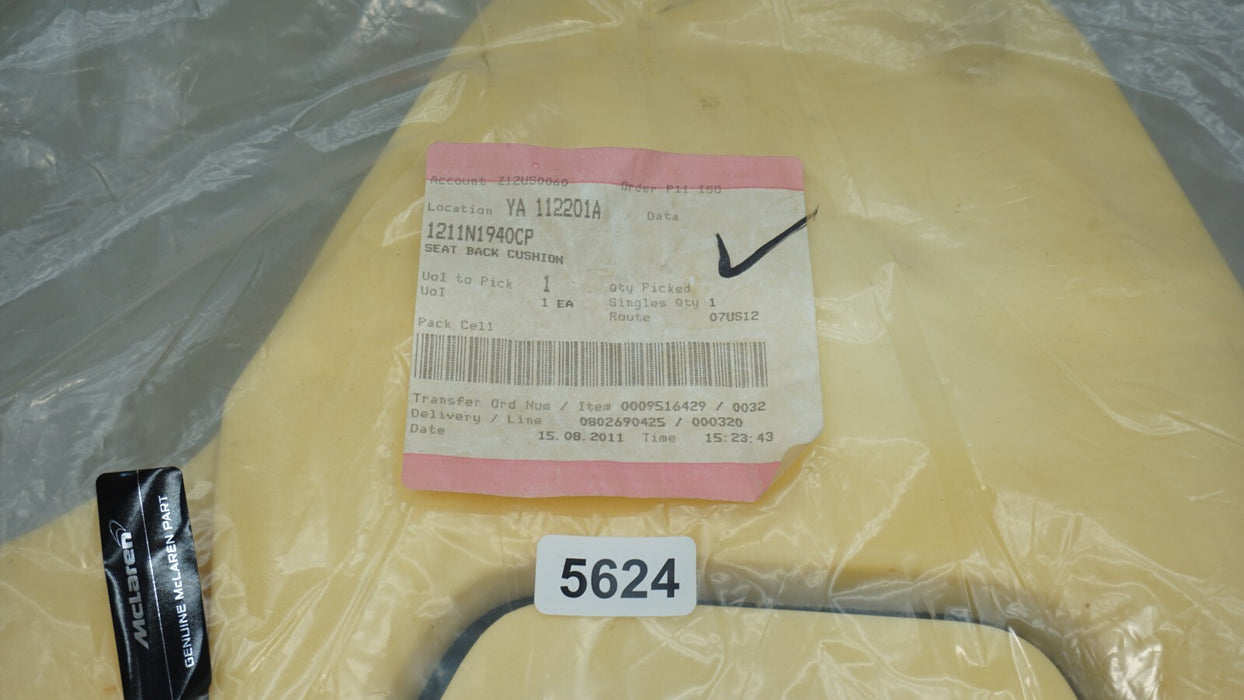 Account Z12US0060 Order P11 ISO
Location YA 112201A Data
1211N1940CP
SEAT BACK CUSHION
UoI to Pick 1 Qty Picked
UoI 1 EA Singles Qty 1
Route 07US12
Pack Cell
Transfer Ord Num / Item 0009516429 / 0032
Delivery / Line 0802690425 / 000320
Date 15.08.2011 Time 15:23:43
5624
McLaren
GENUINE McLAREN PART